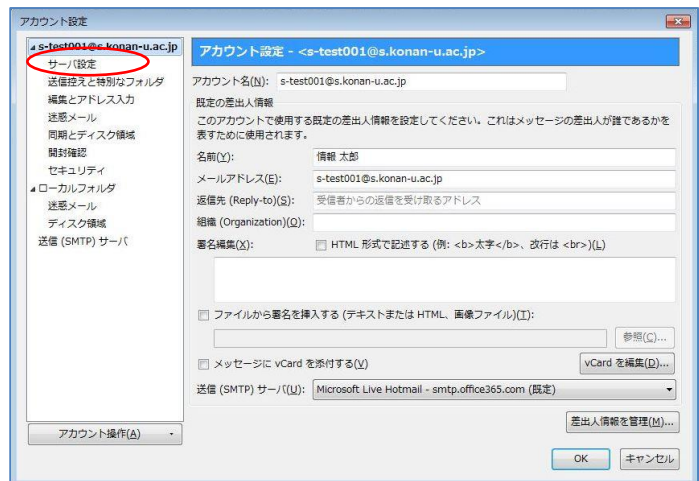 アカウント設定
s-test001@s.konan-u.ac.jp
サーバ設定
送信控えと特別なフォルダ
編集とアドレス入力
迷惑メール
同期とディスク領域
開封確認
セキュリティ
ローカルフォルダ
迷惑メール
ディスク領域
送信 (SMTP) サーバ
アカウント操作(A)
アカウント設定 - <s-test001@s.konan-u.ac.jp>
アカウント名(N): s-test001@s.konan-u.ac.jp
既定の差出人情報
このアカウントで使用する既定の差出人情報を設定してください。これはメッセージの差出人が誰であるかを
表すために使用されます。
名前(Y): 情報 太郎
メールアドレス(E): s-test001@s.konan-u.ac.jp
返信先 (Reply-to)(S): 受信者からの返信を受け取るアドレス
組織 (Organization)(O):
署名編集(X): HTML 形式で記述する (例: <b>太字</b>、改行は <br>)(L)
ファイルから署名を挿入する (テキストまたは HTML、画像ファイル)(T):
参照(C)...
メッセージに vCard を添付する(V) vCard を編集(D)...
送信 (SMTP) サーバ(U): Microsoft Live Hotmail - smtp.office365.com (既定)
差出人情報を管理(M)...
OK キャンセル